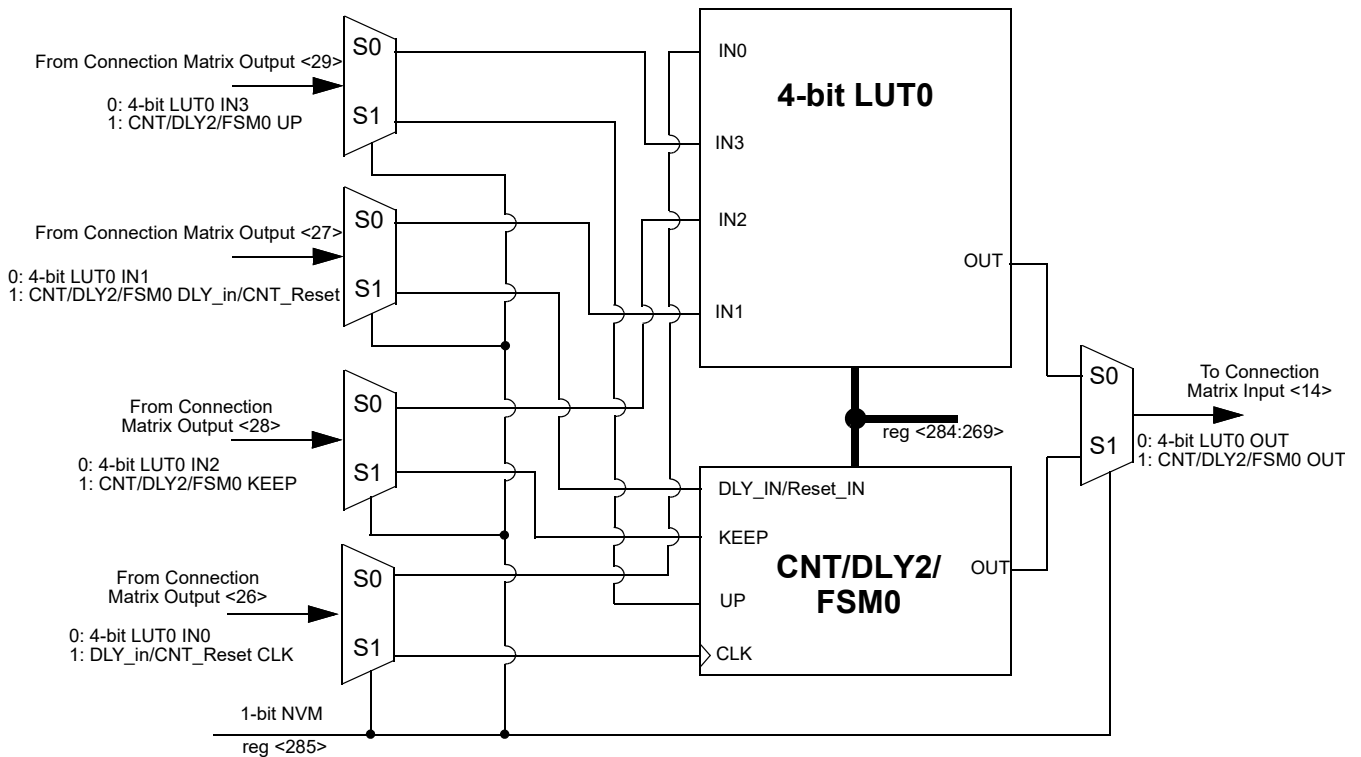 From Connection Matrix Output <29>
0: 4-bit LUT0 IN3
1: CNT/DLY2/FSM0 UP
S0
S1
From Connection Matrix Output <27>
0: 4-bit LUT0 IN1
1: CNT/DLY2/FSM0 DLY_in/CNT_Reset
S0
S1
From Connection
Matrix Output <28>
0: 4-bit LUT0 IN2
1: CNT/DLY2/FSM0 KEEP
S0
S1
From Connection
Matrix Output <26>
0: 4-bit LUT0 IN0
1: DLY_in/CNT_Reset CLK
S0
S1
1-bit NVM
reg <285>
4-bit LUT0
IN0
IN3
IN2
IN1
OUT
reg <284:269>
DLY_IN/Reset_IN
KEEP
UP
CLK
CNT/DLY2/
FSM0
OUT
S0
S1
To Connection
Matrix Input <14>
0: 4-bit LUT0 OUT
1: CNT/DLY2/FSM0 OUT